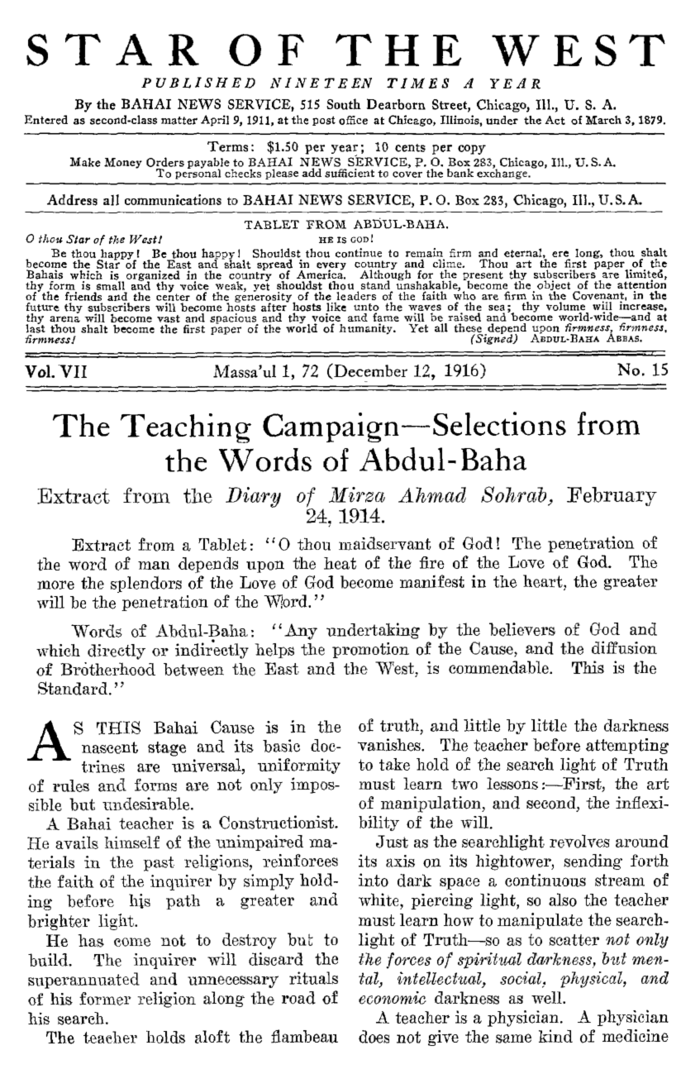 STAR OF THE WEST
PUBLISHED NINETEEN TIMES A YEAR
By the BAHAI NEWS SERVICE, 515 South Dearborn Street, Chicago, Ill., U. S. A.
Entered as second-class matter April 9, 1911, at the post office at Chicago, Illinois, under the Act of March 3, 1879.
Terms: $1.50 per year; 10 cents per copy
Make Money Orders payable to BAHAI NEWS SERVICE, P. O. Box 283, Chicago, Ill., U. S. A.
To personal checks please add sufficient to cover the bank exchange.
Address all communications to BAHAI NEWS SERVICE, P. O. Box 283, Chicago, Ill., U. S. A.
TABLET FROM ABDUL-BAHA.
O thou Star of the West! HE IS GOD!
Be thou happy! Be thou happy! Shouldst thou continue to remain firm and eternal, ere long, thou shalt
become the Star of the East and shalt spread in every country and clime. Thou art the first paper of the
Bahais which is organized in the country of America. Although for the present thy subscribers are limited,
thy form is small and thy voice weak, yet shouldst thou stand unshakable, become the object of the attention
of the friends and the center of the generosity of the leaders of the faith who are firm in the Covenant, in the
future thy subscribers will become hosts after hosts like unto the waves of the sea; thy volume will increase,
thy arena will become vast and spacious and thy voice and fame will be raised and become world-wide—and at
last thou shalt become the first paper of the world of humanity. Yet all these depend upon firmness, firmness,
firmness! (Signed) ABDUL-BAHA ABBAS.
Vol. VII Massa'ul 1, 72 (December 12, 1916) No. 15
The Teaching Campaign—Selections from
the Words of Abdul-Baha
Extract from the Diary of Mirza Ahmad Sohrab, February
24, 1914.
Extract from a Tablet: "O thou maidservant of God! The penetration of
the word of man depends upon the heat of the fire of the Love of God. The
more the splendors of the Love of God become manifest in the heart, the greater
will be the penetration of the Word."
Words of Abdul-Baha: "Any undertaking by the believers of God and
which directly or indirectly helps the promotion of the Cause, and the diffusion
of Brotherhood between the East and the West, is commendable. This is the
Standard."
AS THIS Bahai Cause is in the
nascent stage and its basic doc-
trines are universal, uniformity
of rules and forms are not only impos-
sible but undesirable.
A Bahai teacher is a Constructionist.
He avails himself of the unimpaired ma-
terials in the past religions, reinforces
the faith of the inquirer by simply hold-
ing before his path a greater and
brighter light.
He has come not to destroy but to
build. The inquirer will discard the
superannuated and unnecessary rituals
of his former religion along the road of
his search.
The teacher holds aloft the flambeau
of truth, and little by little the darkness
vanishes. The teacher before attempting
to take hold of the search light of Truth
must learn two lessons:—First, the art
of manipulation, and second, the inflexi-
bility of the will.
Just as the searchlight revolves around
its axis on its hightower, sending forth
into dark space a continuous stream of
white, piercing light, so also the teacher
must learn how to manipulate the search-
light of Truth—so as to scatter not only
the forces of spiritual darkness, but men-
tal, intellectual, social, physical, and
economic darkness as well.
A teacher is a physician. A physician
does not give the same kind of medicine